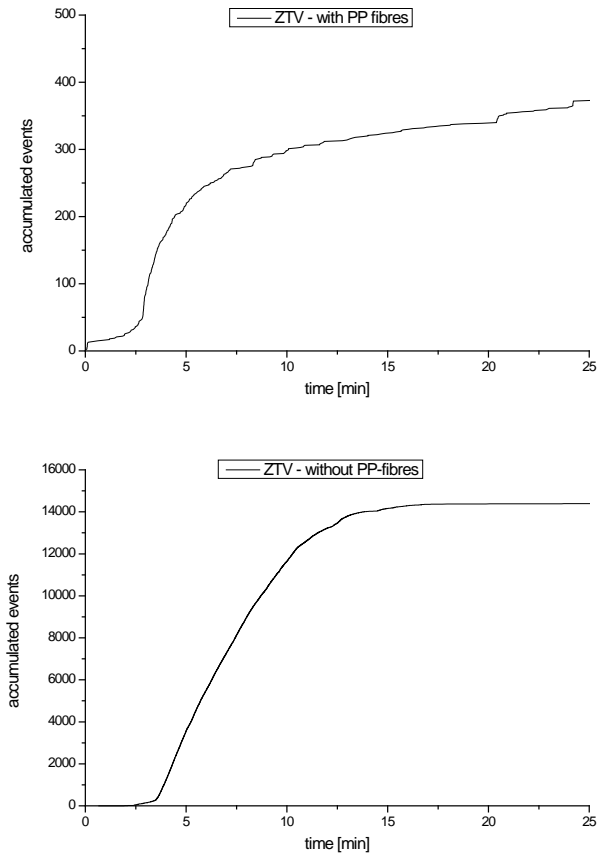 ZTV - with PP fibres
500
400
300
200
100
0
accumulated events
0 5 10 15 20 25
time [min]
ZTV - without PP-fibres
16000
14000
12000
10000
8000
6000
4000
2000
0
accumulated events
0 5 10 15 20 25
time [min]